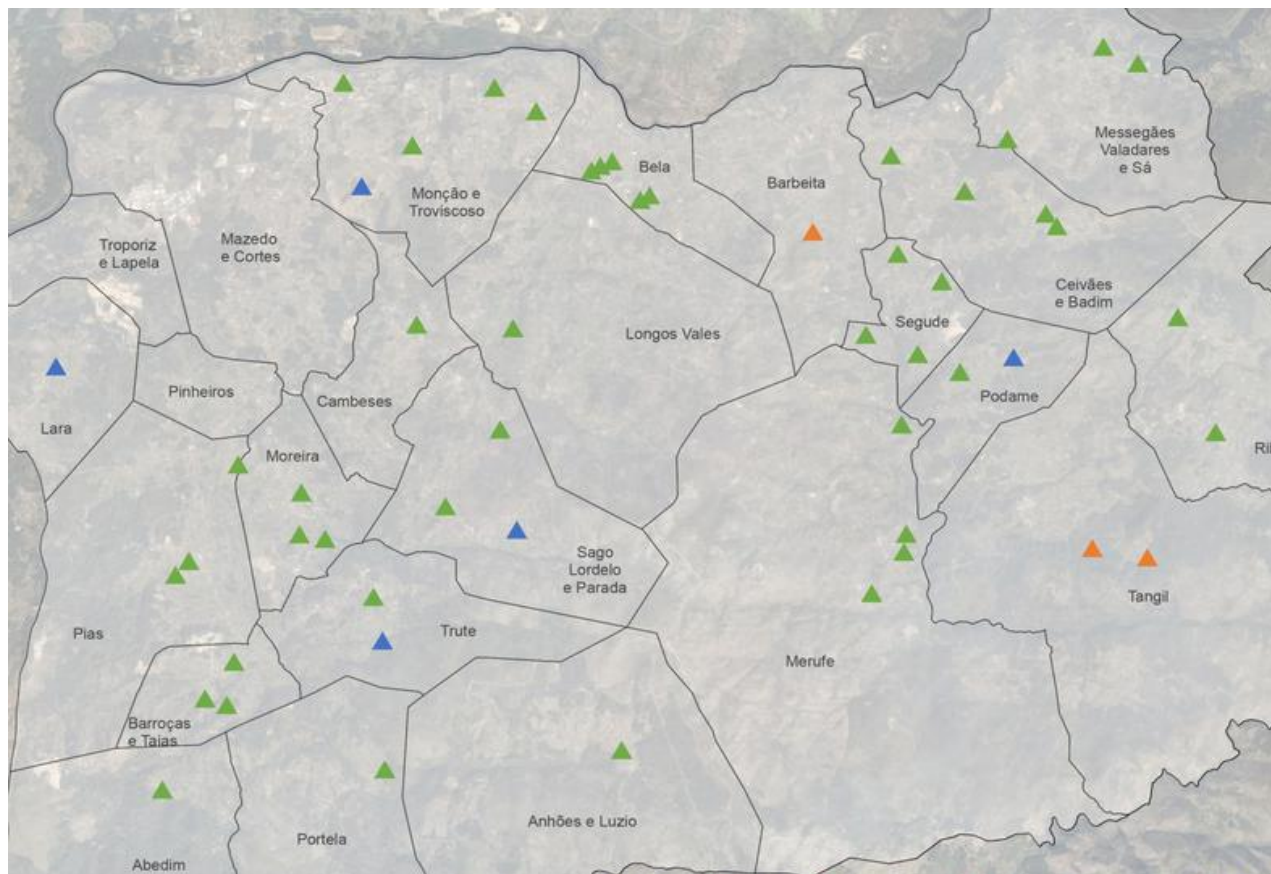 Messegães
Valadares
e Sá
Bela
Barbeita
Monção e
Troviscoso
Mazedo
e Cortes
Troporiz
e Lapela
Ceivães
e Badim
Segude
Longos Vales
Pinheiros
Podame
Cambeses
Lara
Moreira
Sago
Lordelo
e Parada
Tangil
Trute
Pias
Merufe
Barroças
e Taias
Anhões e Luzio
Portela
Abedim